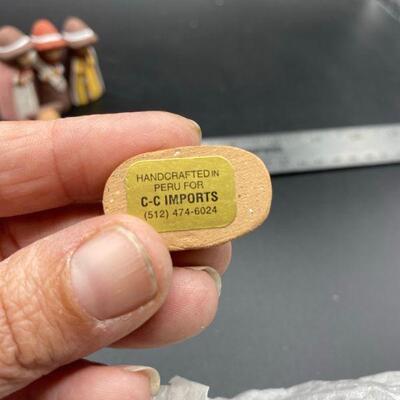 HANDCRAFTED IN
PERU FOR
C-C IMPORTS
(512) 474-6024